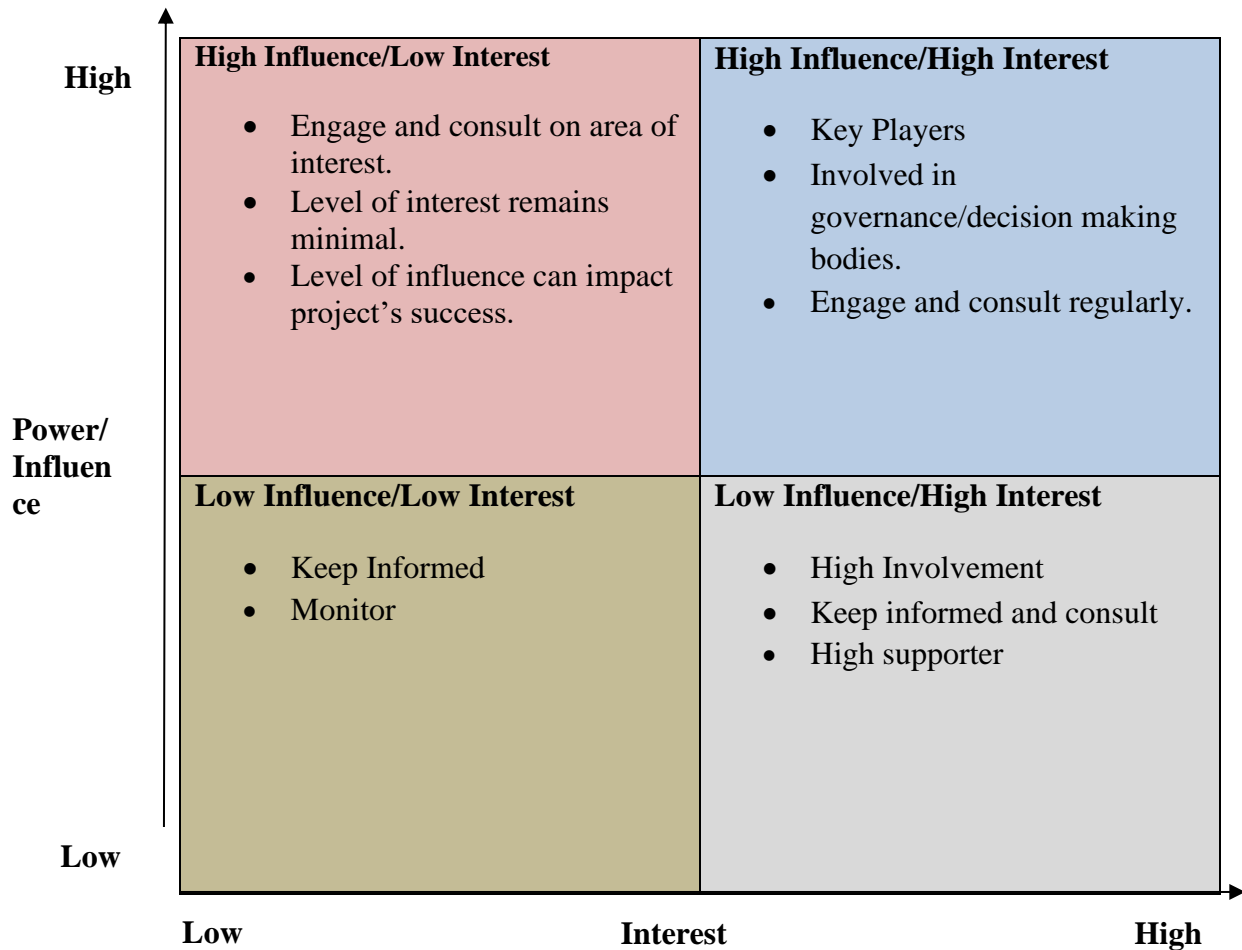 High
High Influence/Low Interest
• Engage and consult on area of
interest.
• Level of interest remains
minimal.
• Level of influence can impact
project’s success.
High Influence/High Interest
• Key Players
• Involved in
governance/decision making
bodies.
• Engage and consult regularly.
Power/
Influen
ce
Low Influence/Low Interest
• Keep Informed
• Monitor
Low Influence/High Interest
• High Involvement
• Keep informed and consult
• High supporter
Low
Low
Interest
High